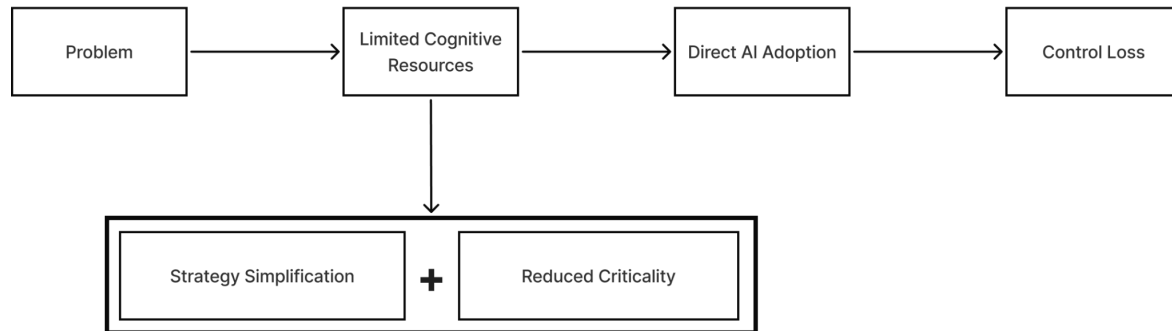 Problem
Limited Cognitive
Resources
Direct AI Adoption
Control Loss
Strategy Simplification
+
Reduced Criticality